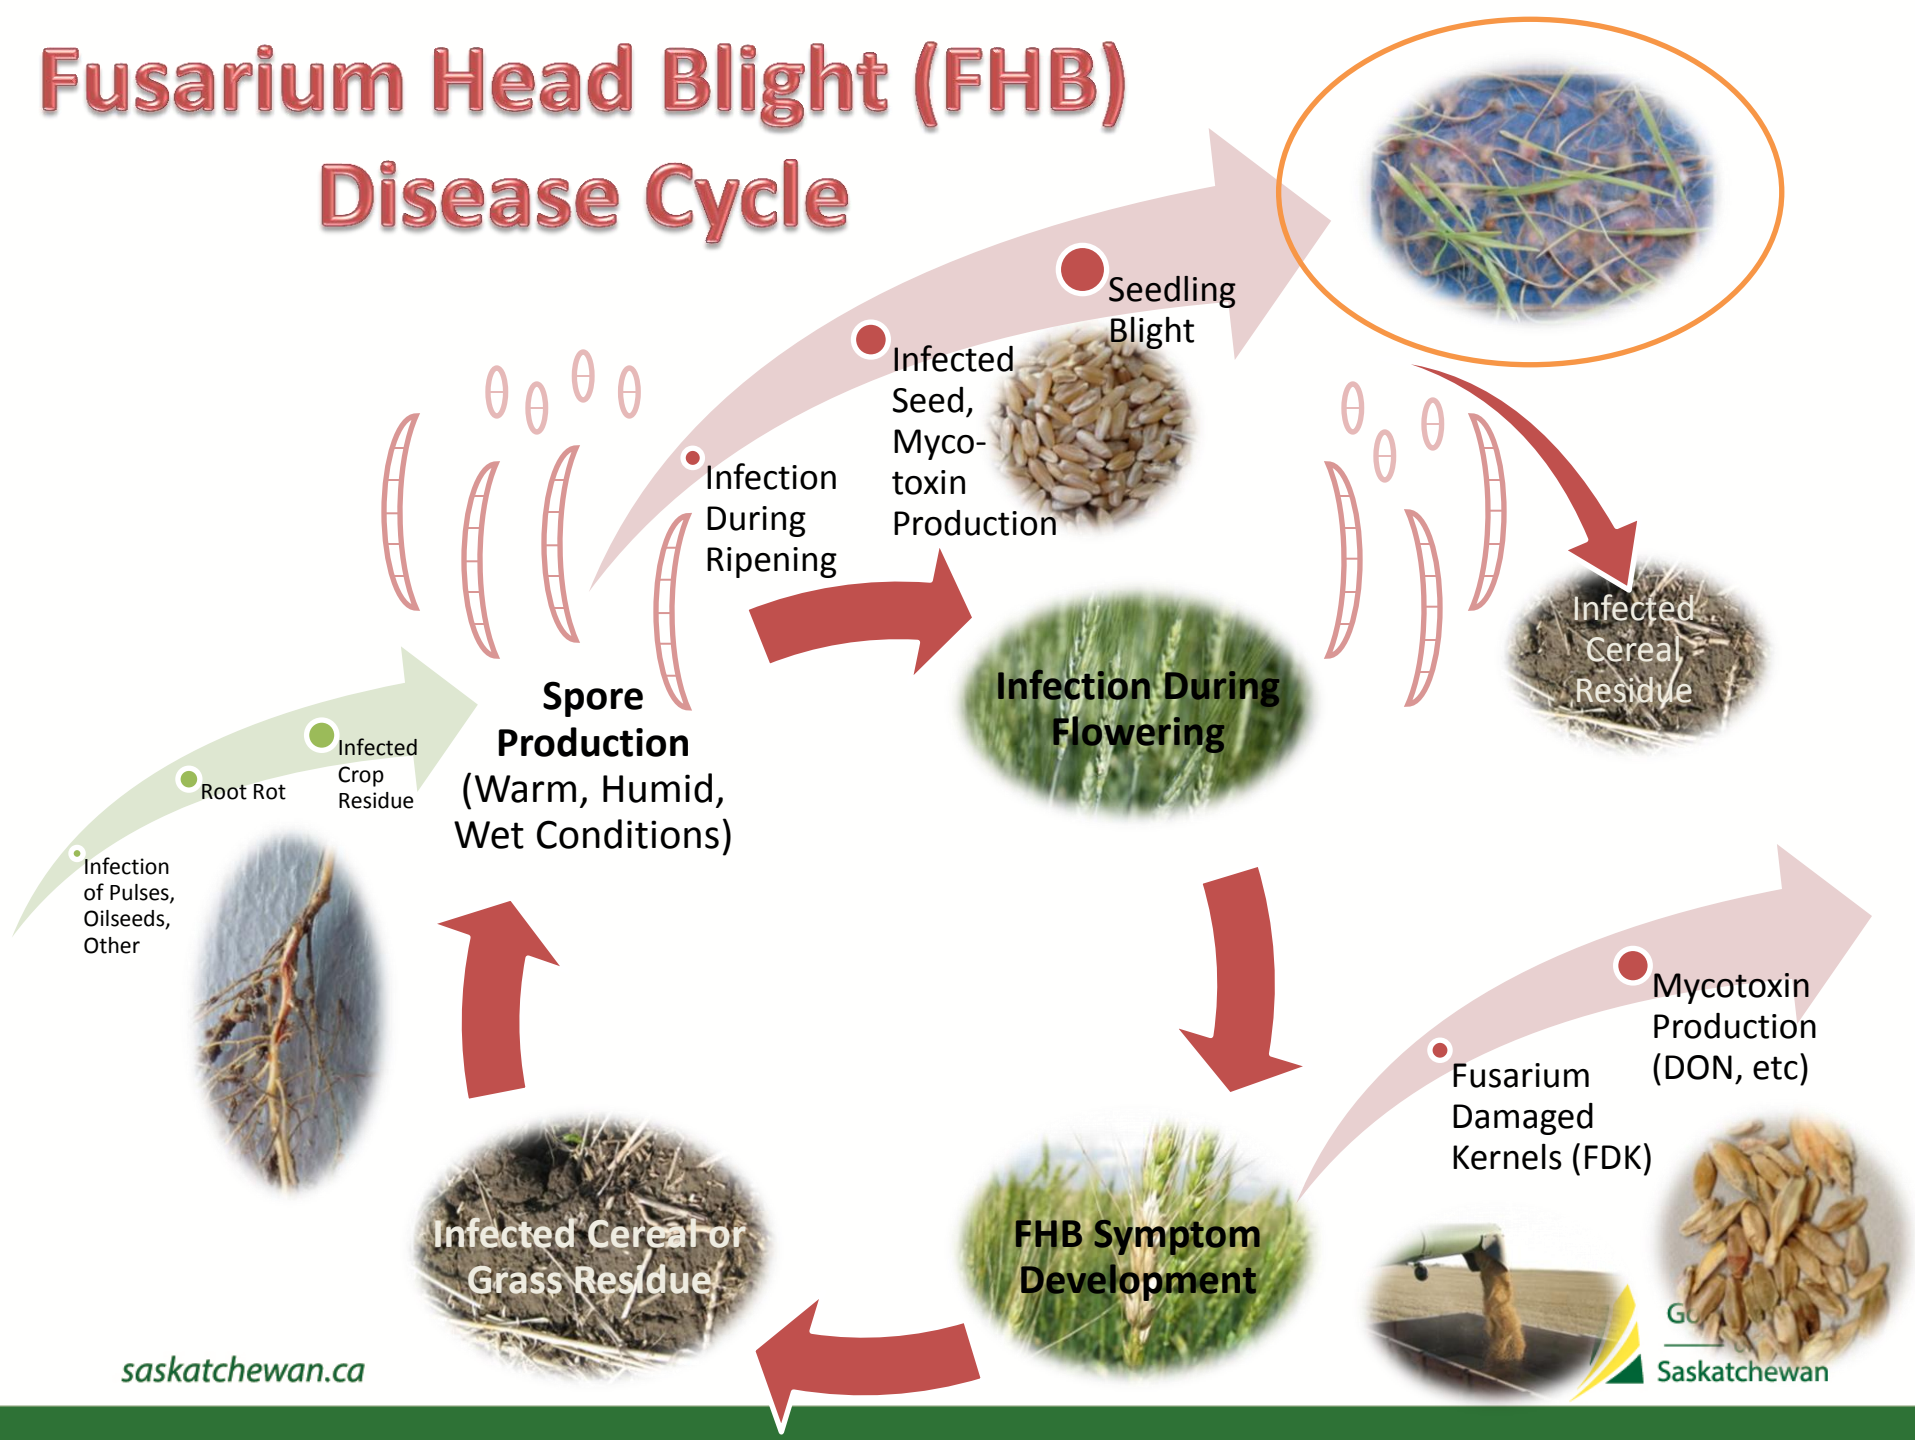 Fusarium Head Blight (FHB)
Disease Cycle
Seedling
Blight
Infected
Seed,
Myco-
toxin
Production
Infection
During
Ripening
Infected
Cereal
Residue
Spore
Production
(Warm, Humid,
Wet Conditions)
Infection During
Flowering
Infected
Crop
Residue
Root Rot
Infection
of Pulses,
Oilseeds,
Other
Mycotoxin
Production
(DON, etc)
Fusarium
Damaged
Kernels (FDK)
FHB Symptom
Development
Infected Cereal or
Grass Residue
saskatchewan.ca
Saskatchewan